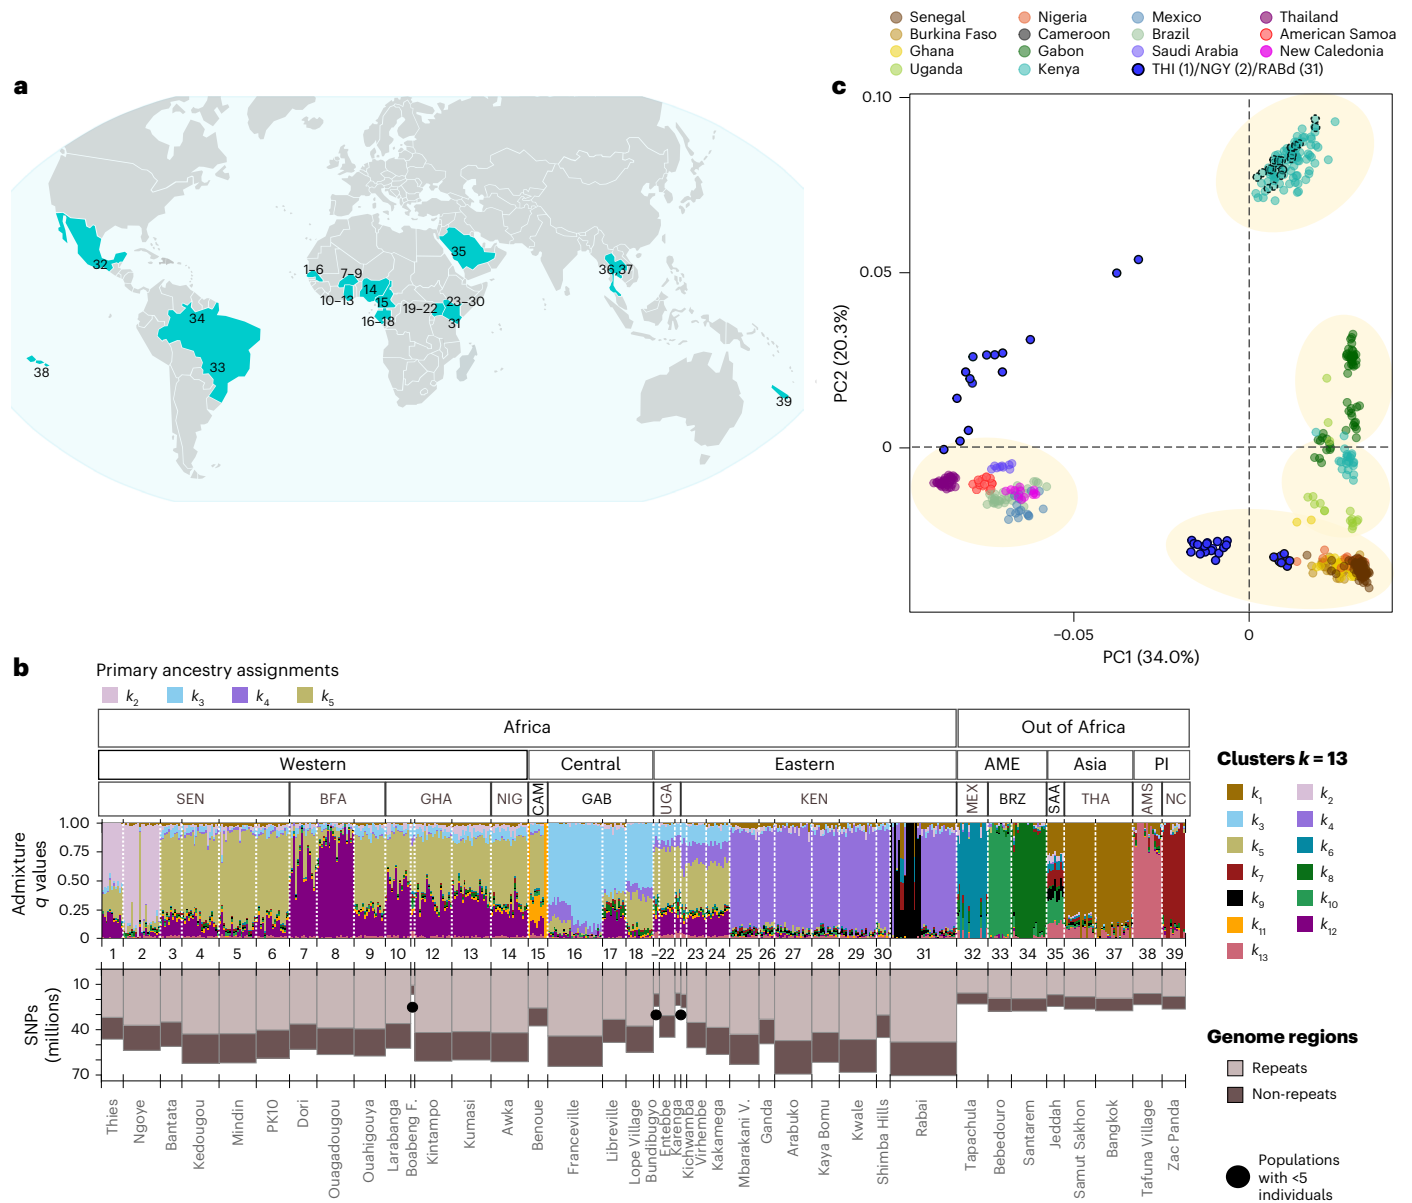 Senegal
Burkina Faso
Ghana
Uganda
Nigeria
Cameroon
Gabon
Kenya
Mexico
Brazil
Saudi Arabia
THI (1)/NGY (2)/RABd (31)
Thailand
American Samoa
New Caledonia
a
32
34
33
38
1–6
7–9
10–13
14
15
16–18
19–22
23–30
31
35
36,37
39
c
0.10
0.05
0
PC2 (20.3%)
−0.05
0
PC1 (34.0%)
b
Primary ancestry assignments
k2 k3 k4 k5
Africa Out of Africa
Western Central Eastern AME Asia PI
SEN BFA GHA NIG CAM GAB UGA KEN MEX BRZ SAA THA AMS NC
Admixture
q values
1.00
0.75
0.50
0.25
0
1 2 3 4 5 6 7 8 9 10 12 13 14 15 16 17 18 –22 23 24 25 26 27 28 29 30 31 32 33 34 35 36 37 38 39
SNPs
(millions)
10
40
70
Thies
Ngoye
Bantata
Kedougou
Mindin
PK10
Dori
Ouagadougou
Ouahigouya
Larabanga
Boabeng F.
Kintampo
Kumasi
Awka
Benoue
Franceville
Libreville
Lope Village
Bundibugyo
Entebbe
Karenga
Kichwamba
Virhembe
Kakamega
Mbarakani V.
Ganda
Arabuko
Kaya Bomu
Kwale
Shimba Hills
Rabai
Tapachula
Bebedouro
Santarem
Jeddah
Samut Sakhon
Bangkok
Tafuna Village
Zac Panda
Clusters k = 13
k1 k2
k3 k4
k5 k6
k7 k8
k9 k10
k11 k12
k13
Genome regions
Repeats
Non-repeats
Populations
with <5
individuals